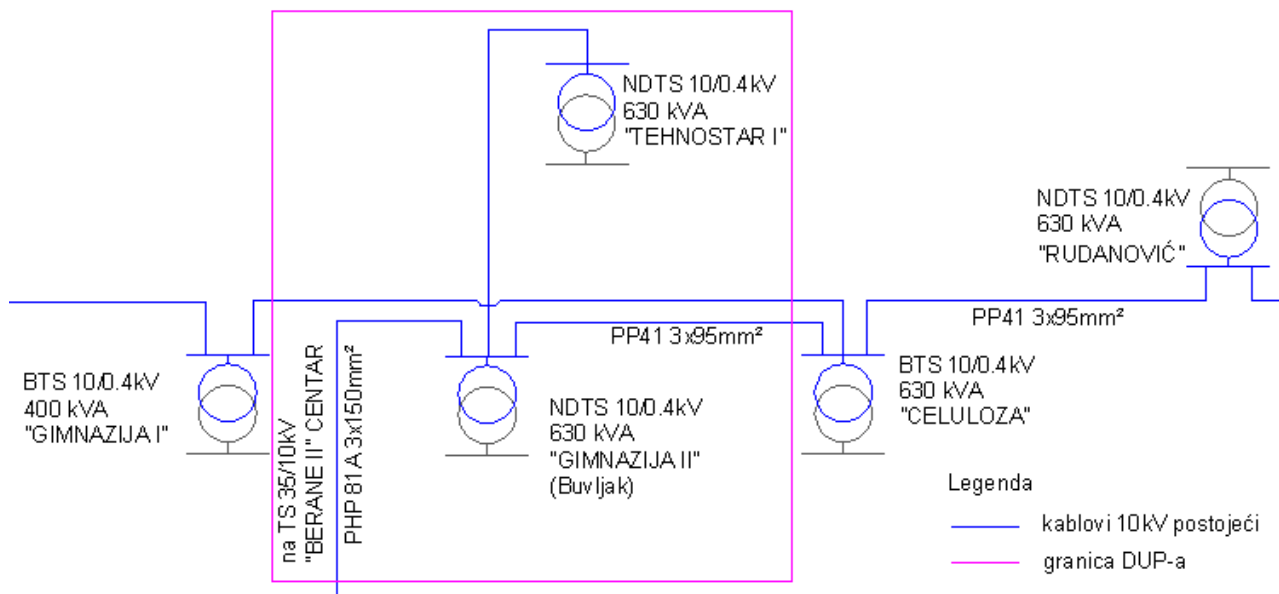 NDTS 10/0.4kV
630 kVA
"TEHNOSTAR I"
NDTS 10/0.4kV
630 kVA
"RUDANOVIĆ"
PP41 3x95mm²
PP41 3x95mm²
BTS 10/0.4kV
400 kVA
"GIMNAZIJA I"
na TS 35/10kV
"BERANE II" CENTAR
PHP 81 A 3x150mm²
NDTS 10/0.4kV
630 kVA
"GIMNAZIJA II"
(Buvljak)
BTS 10/0.4kV
630 kVA
"CELULOZA"
Legenda
kablovi 10kV postojeći
granica DUP-a